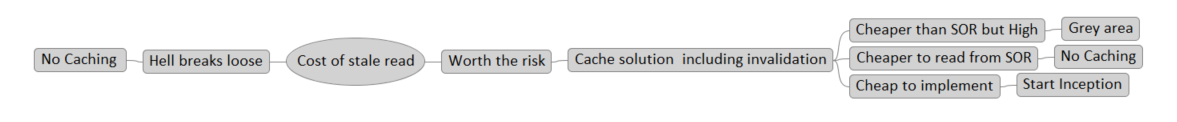 No Caching
Hell breaks loose
Cost of stale read
Worth the risk
Cache solution including invalidation
Cheaper than SOR but High
Grey area
Cheaper to read from SOR
No Caching
Cheap to implement
Start Inception